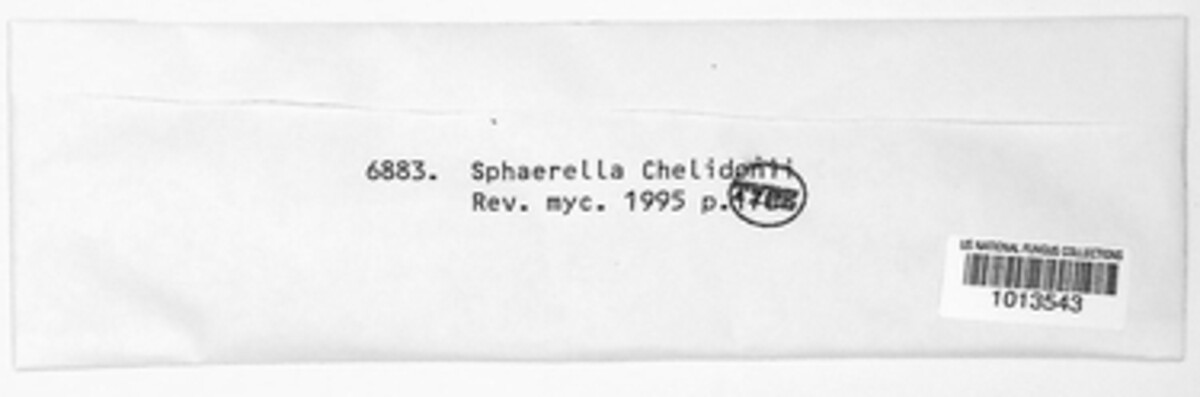 6883. Sphaerella Chelidonii
Rev. myc. 1995 p.
US NATIONAL FUNGUS COLLECTIONS
1013543